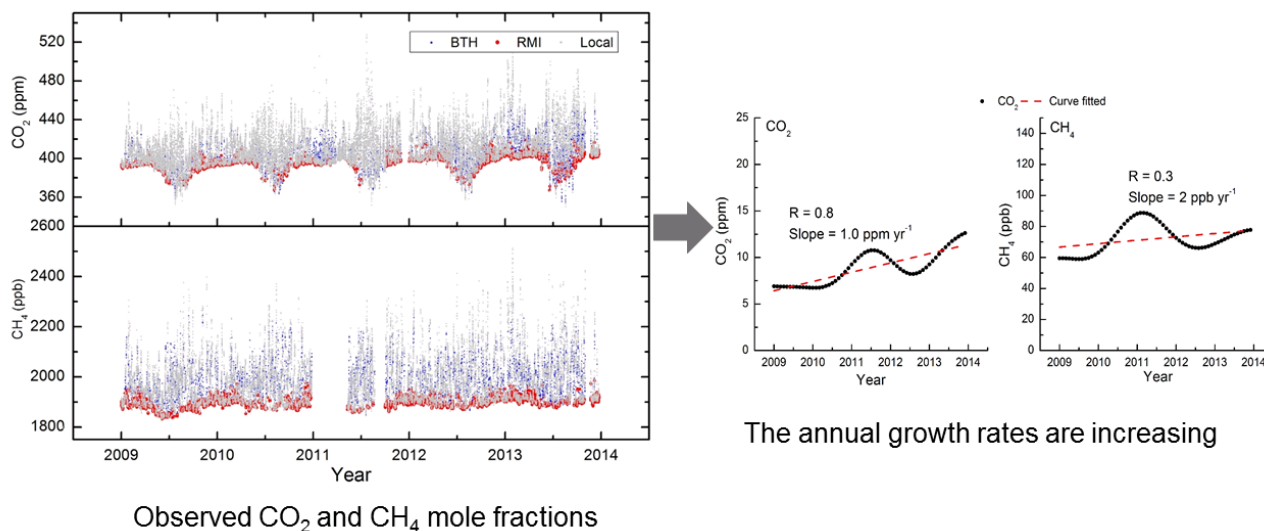 BTH RMI Local
520
480
440
400
360
CO₂ (ppm)
2600
2400
2200
2000
1800
CH₄ (ppb)
2009 2010 2011 2012 2013 2014
Year
Observed CO₂ and CH₄ mole fractions
CO₂ Curve fitted
CO₂
25
20
15
10
5
0
CO₂ (ppm)
R = 0.8
Slope = 1.0 ppm yr⁻¹
2009 2010 2011 2012 2013 2014
Year
CH₄
140
120
100
80
60
40
20
0
CH₄ (ppb)
R = 0.3
Slope = 2 ppb yr⁻¹
2009 2010 2011 2012 2013 2014
Year
The annual growth rates are increasing